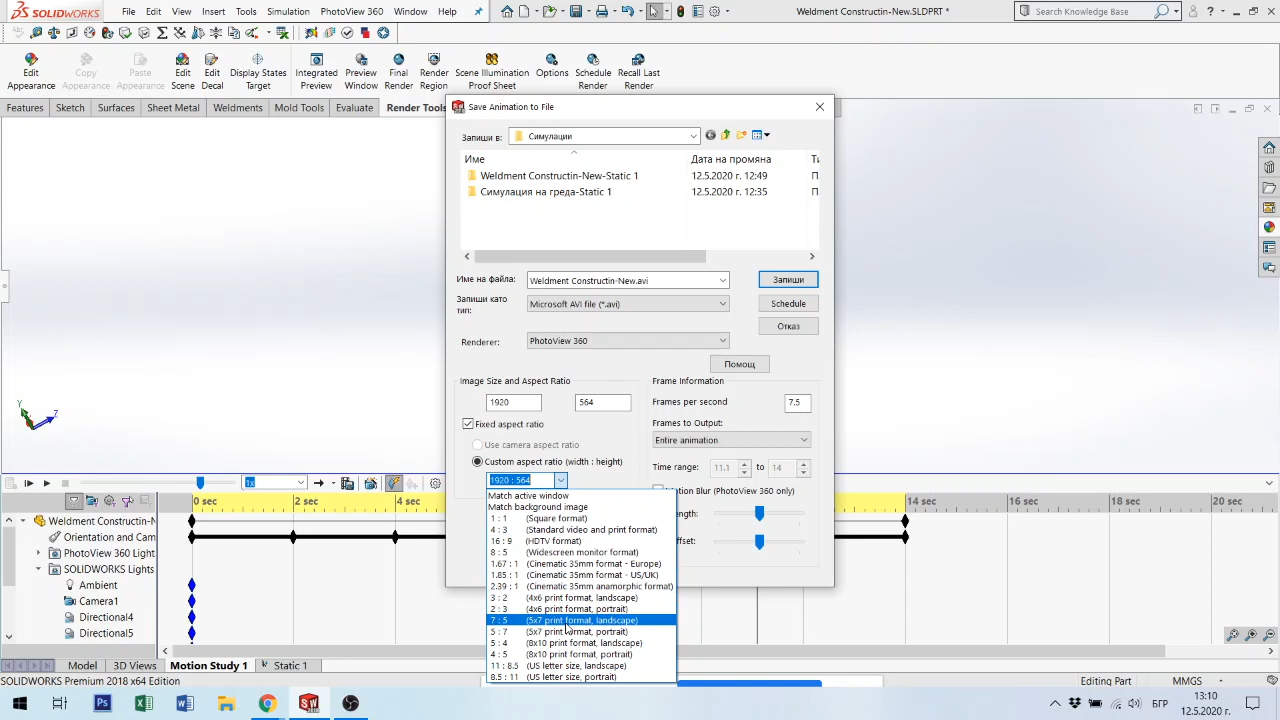 SOLIDWORKS File Edit View Insert Tools Simulation PhotoView 360 Window Help Weldment Constructin-New.SLDPRT * Search Knowledge Base
Edit Appearance
Copy Appearance
Paste Appearance
Edit Scene
Edit Decal
Display States Target
Integrated Preview
Preview Window
Final Render
Render Region
Scene Illumination Proof Sheet
Options
Schedule Render
Recall Last Render
Features Sketch Surfaces Sheet Metal Weldments Mold Tools Evaluate Render Tools
Save Animation to File
Запиши в: Симулации
Име Дата на промяна Ти
Weldment Constructin-New-Static 1 12.5.2020 г. 12:49 П
Симулация на греда-Static 1 12.5.2020 г. 12:35 П
Име на файла: Weldment Constructin-New.avi Запиши
Запиши като тип: Microsoft AVI file (*.avi) Schedule
Отказ
Renderer: PhotoView 360
Помощ
Image Size and Aspect Ratio Frame Information
1920 564 Frames per second 7.5
Fixed aspect ratio Frames to Output:
Use camera aspect ratio Entire animation
Custom aspect ratio (width : height) Time range: 11.1 to 14
1920 : 564
Motion Blur (PhotoView 360 only)
Match active window
Match background image
1 : 1 (Square format)
4 : 3 (Standard video and print format)
16 : 9 (HDTV format)
8 : 5 (Widescreen monitor format)
1.67 : 1 (Cinematic 35mm format - Europe)
1.85 : 1 (Cinematic 35mm format - US/UK)
2.39 : 1 (Cinematic 35mm anamorphic format)
3 : 2 (4x6 print format, landscape)
2 : 3 (4x6 print format, portrait)
7 : 5 (5x7 print format, landscape)
5 : 7 (5x7 print format, portrait)
5 : 4 (8x10 print format, landscape)
4 : 5 (8x10 print format, portrait)
11 : 8.5 (US letter size, landscape)
8.5 : 11 (US letter size, portrait)
Y Z
1x
0 sec 2 sec 4 sec 14 sec 16 sec 18 sec 20 sec
Weldment Constructin-N
Orientation and Cam
PhotoView 360 Light
SOLIDWORKS Lights
Ambient
Camera1
Directional4
Directional5
Model 3D Views Motion Study 1 Static 1
SOLIDWORKS Premium 2018 x64 Edition Editing Part MMGS
БГР 13:10
12.5.2020 г.